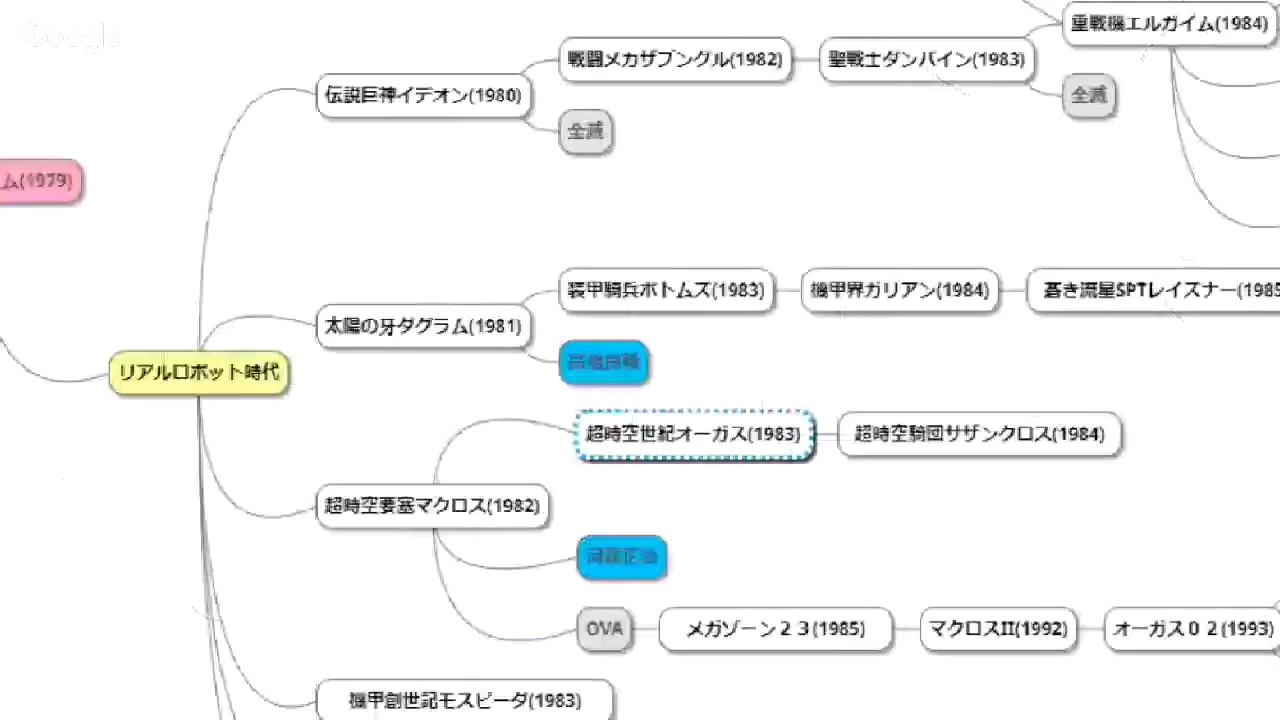 Google
重戦機エルガイム(1984)
戦闘メカザブングル(1982)
聖戦士ダンバイン(1983)
伝説巨神イデオン(1980)
全滅
全滅
ム(1979)
装甲騎兵ボトムズ(1983)
機甲界ガリアン(1984)
蒼き流星SPTレイズナー(1985
太陽の牙ダグラム(1981)
リアルロボット時代
超時空世紀オーガス(1983)
超時空騎団サザンクロス(1984)
超時空要塞マクロス(1982)
OVA
メガゾーン２３(1985)
マクロスII(1992)
オーガス０２(1993)
機甲創世記モスピーダ(1983)